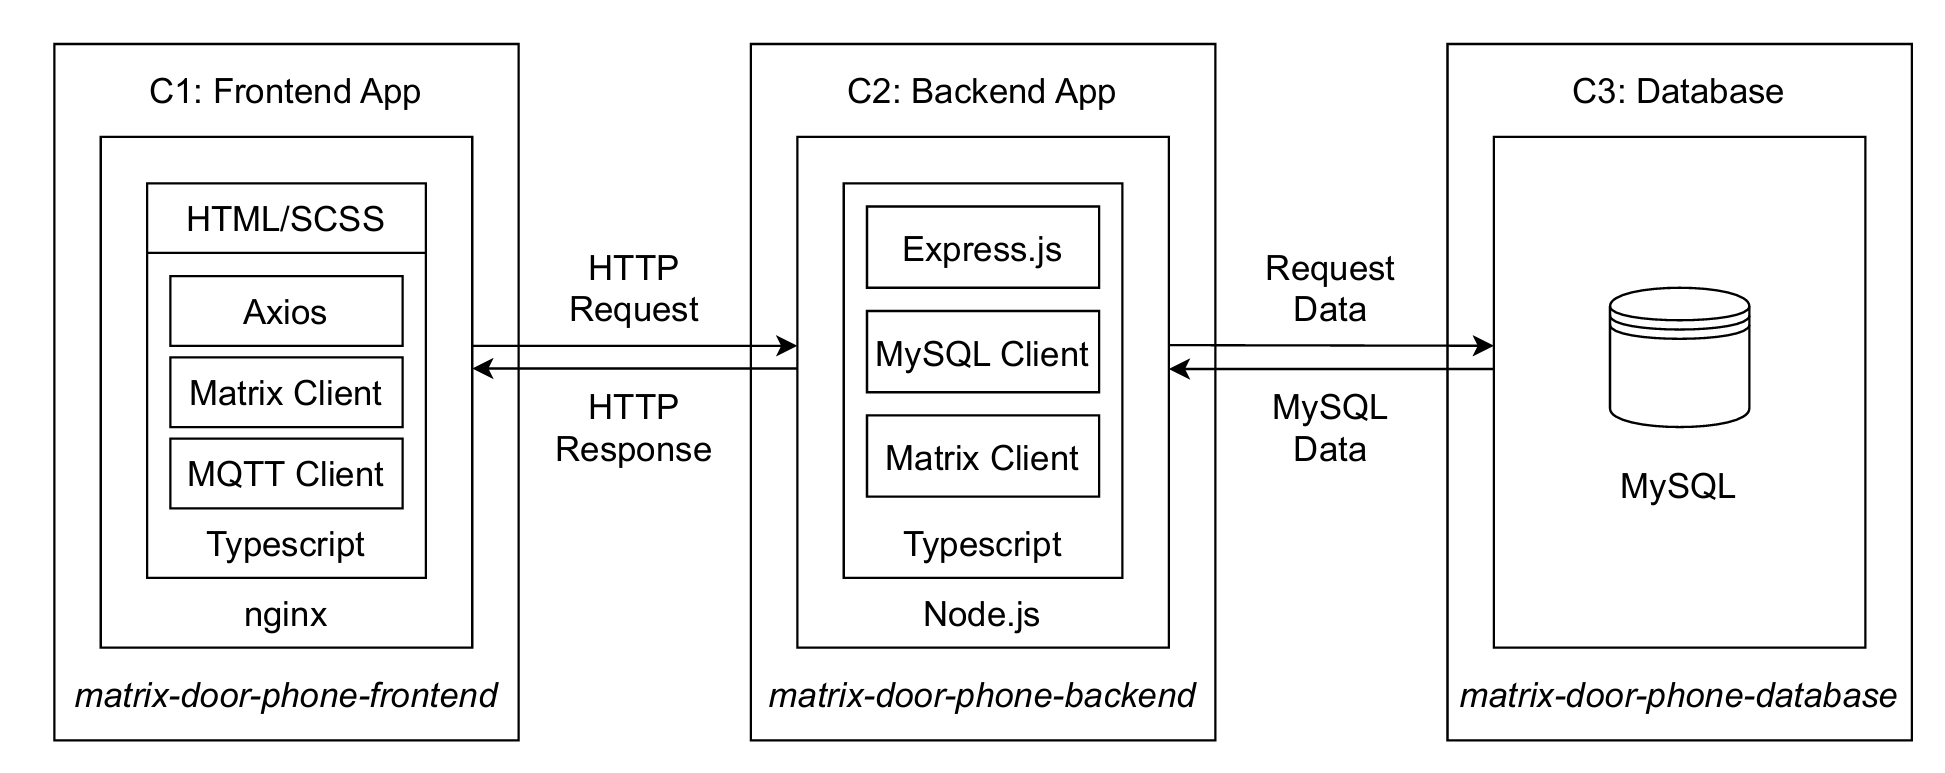 C1: Frontend App
HTML/SCSS
Axios
Matrix Client
MQTT Client
Typescript
nginx
matrix-door-phone-frontend
HTTP
Request
HTTP
Response
C2: Backend App
Express.js
MySQL Client
Matrix Client
Typescript
Node.js
matrix-door-phone-backend
Request
Data
MySQL
Data
C3: Database
MySQL
matrix-door-phone-database